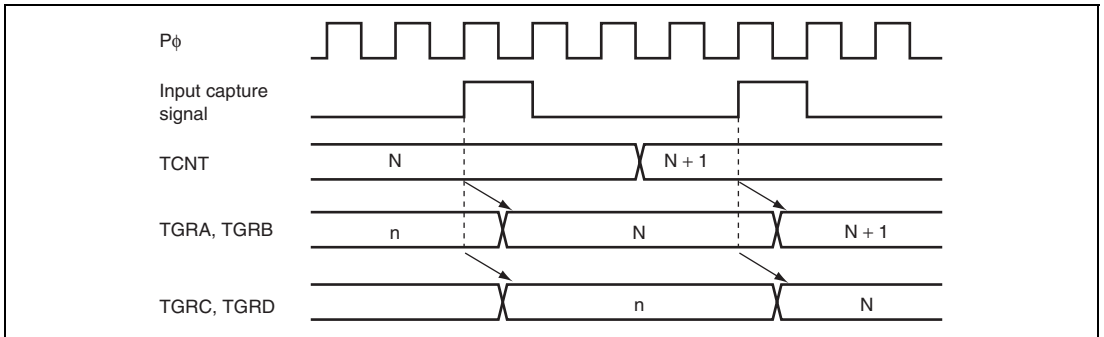 Pφ
Input capture
signal
TCNT
N
N + 1
TGRA, TGRB
n
N
N + 1
TGRC, TGRD
n
N